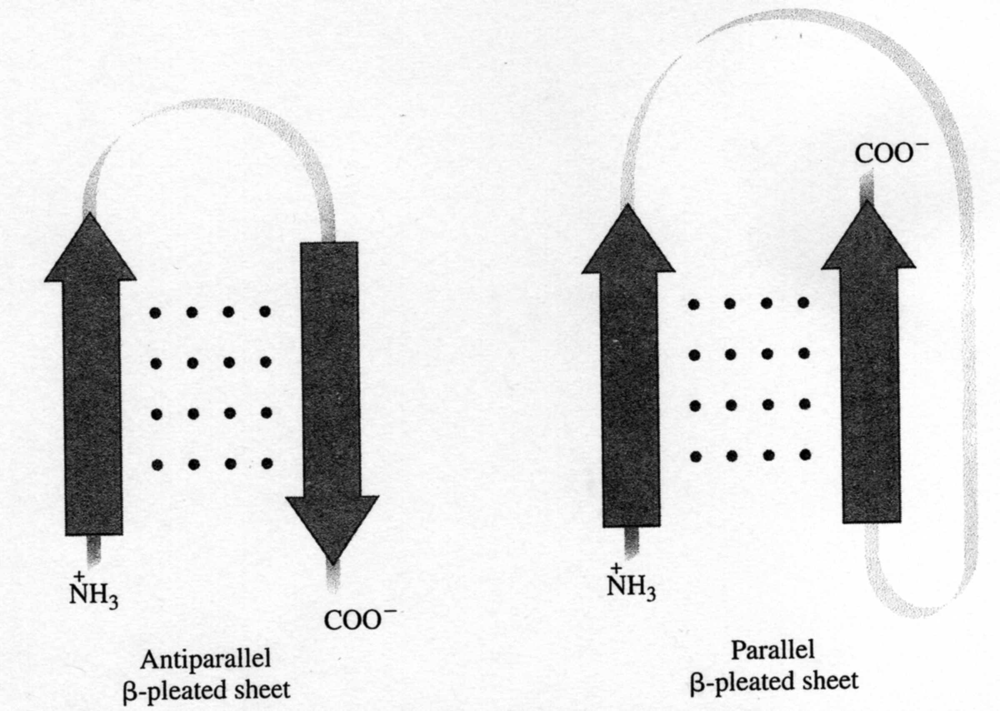 COO⁻
N⁺H₃
COO⁻
N⁺H₃
Antiparallel
β-pleated sheet
Parallel
β-pleated sheet